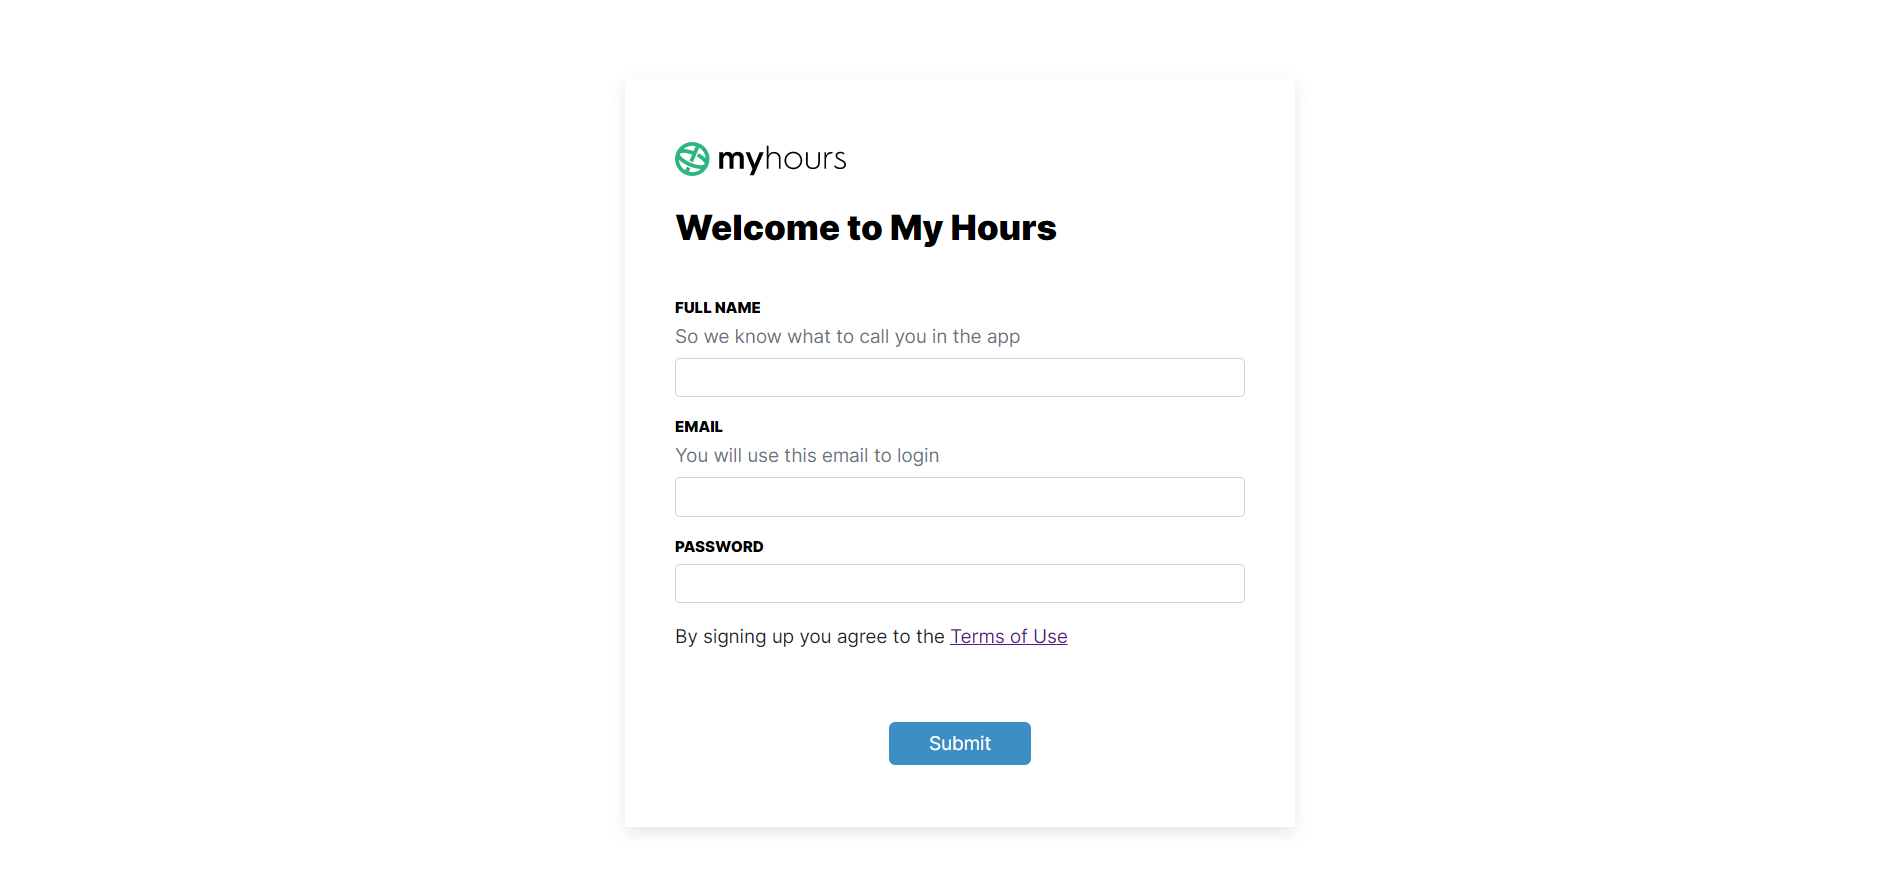 myhours
Welcome to My Hours
FULL NAME
So we know what to call you in the app
EMAIL
You will use this email to login
PASSWORD
By signing up you agree to the Terms of Use
Submit